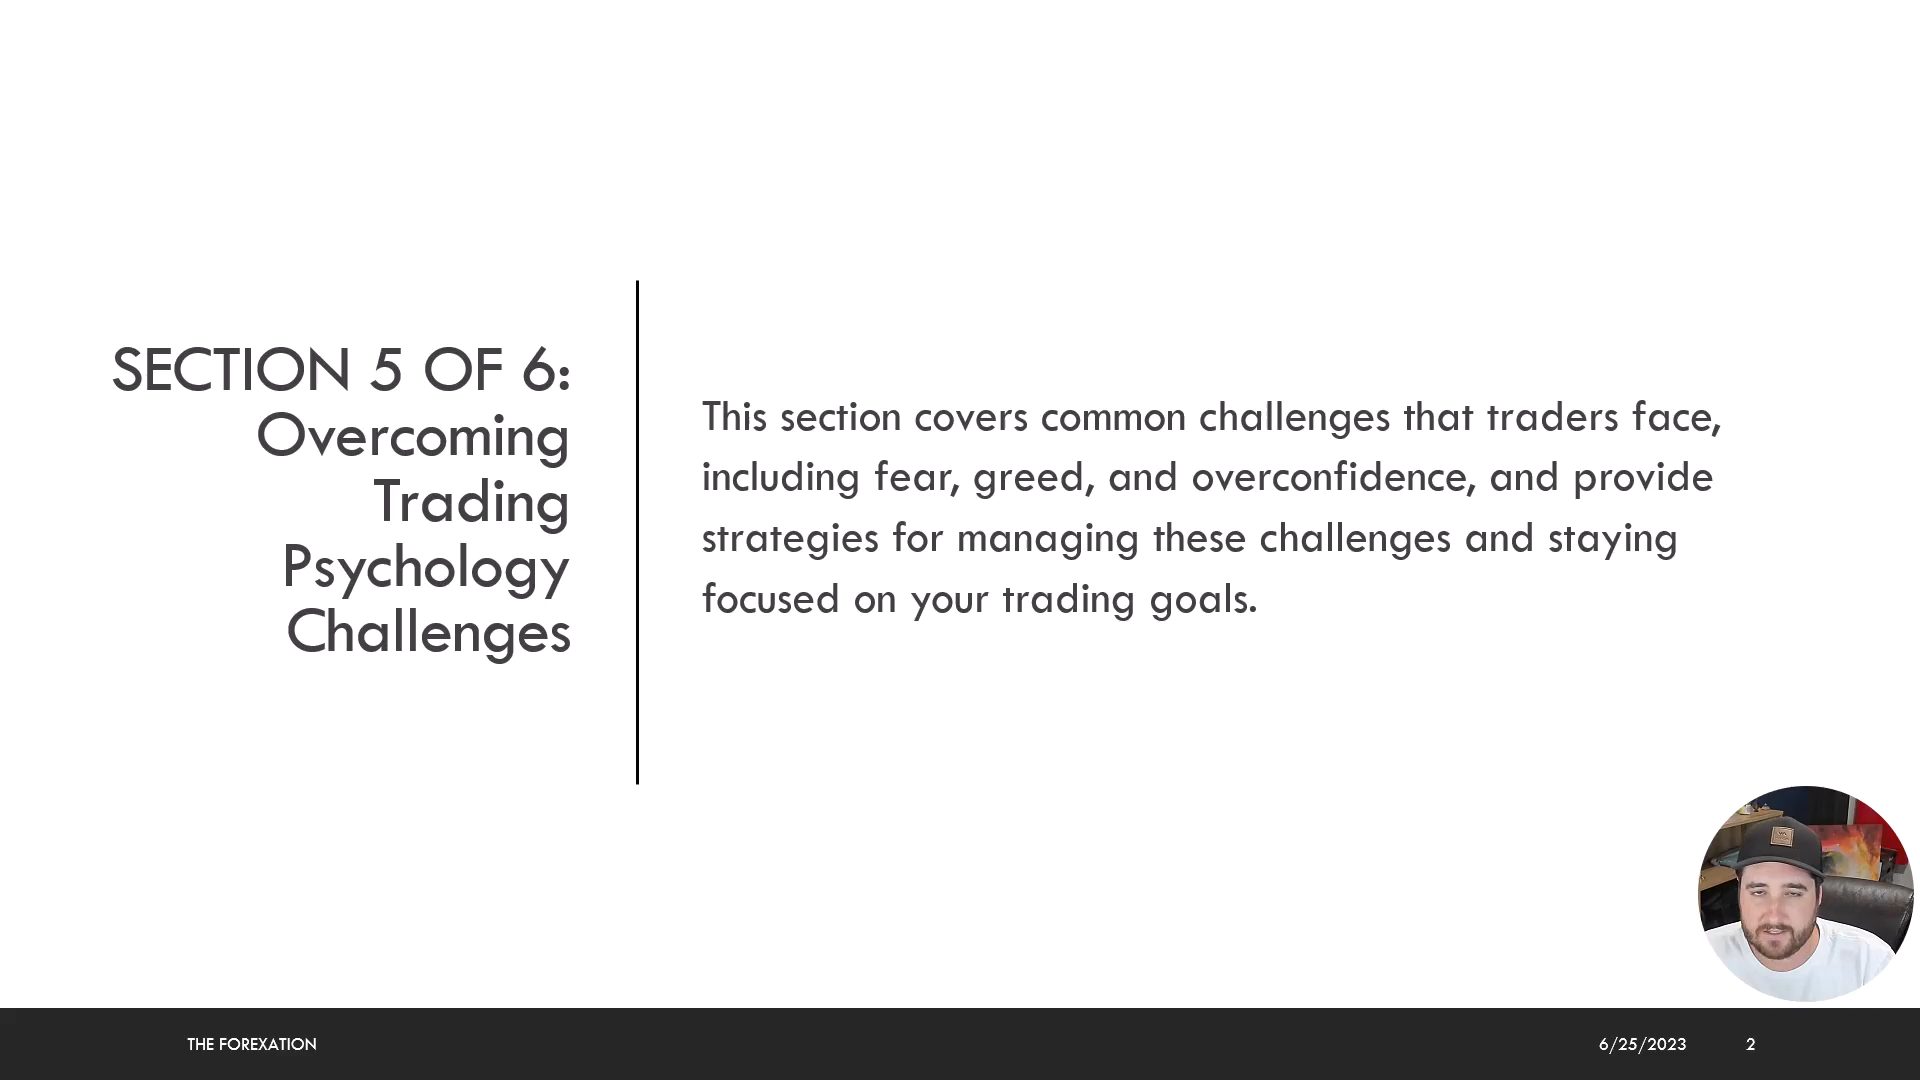 SECTION 5 OF 6:
Overcoming
Trading
Psychology
Challenges
This section covers common challenges that traders face,
including fear, greed, and overconfidence, and provide
strategies for managing these challenges and staying
focused on your trading goals.
THE FOREXATION
6/25/2023
2